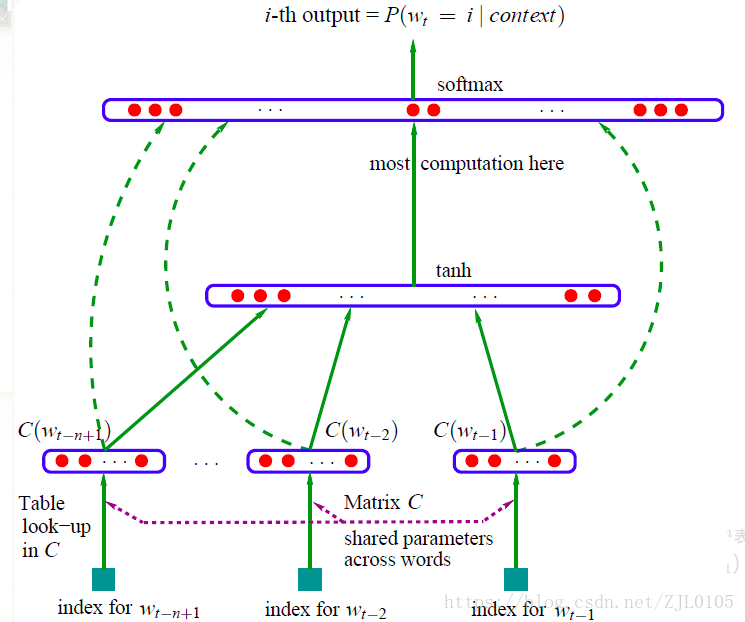 i-th output = P(w_t = i | context)
softmax
. . .
. . .
most computation here
tanh
. . .
. . .
C(w_{t−n+1})
C(w_{t−2})
C(w_{t−1})
. . .
. . .
. . .
. . .
Table
look−up
in C
Matrix C
shared parameters
across words
表
)
index for w_{t−n+1}
index for w_{t−2}
index for w_{t−1}
https://blog.csdn.net/ZJL0105